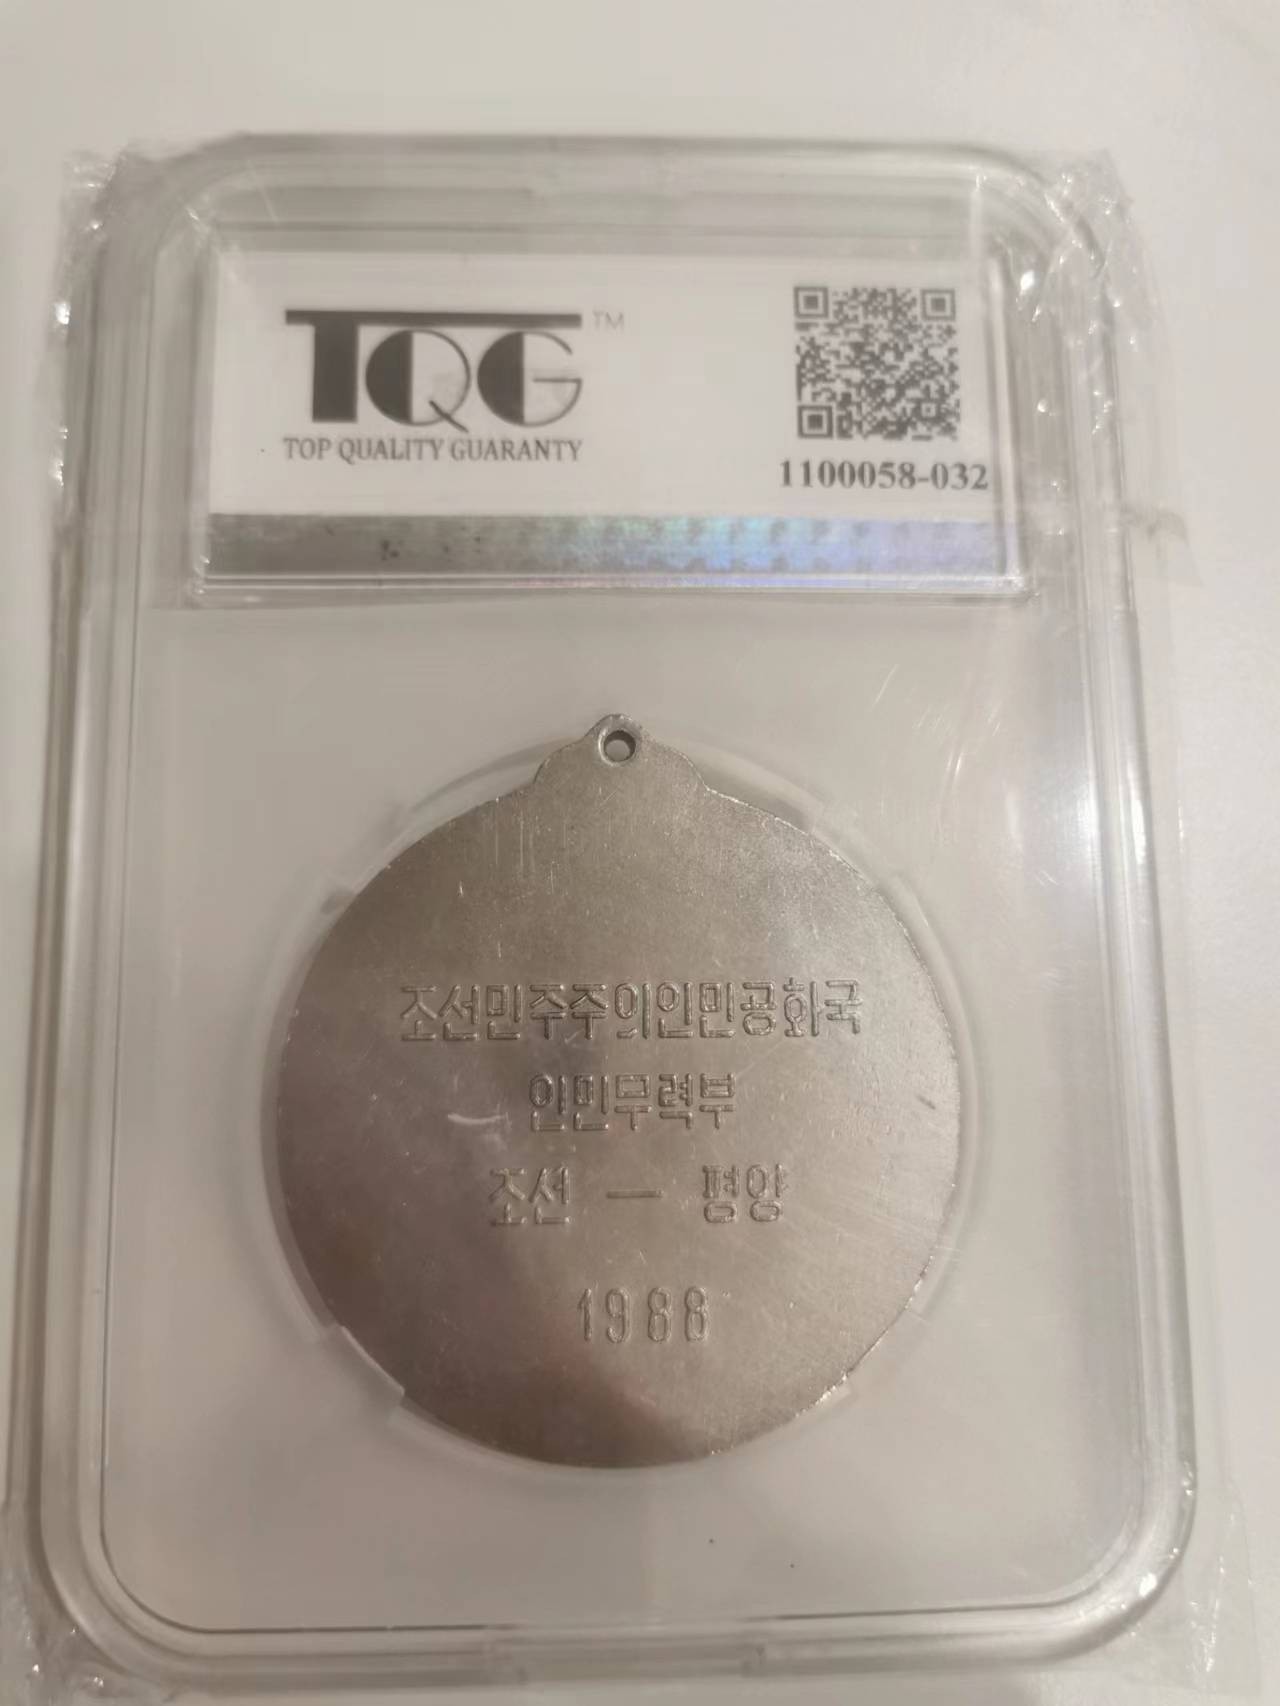 TQG™
TOP QUALITY GUARANTY
1100058-032
조선민주주의인민공화국
인민무력부
조선 — 평양
1988